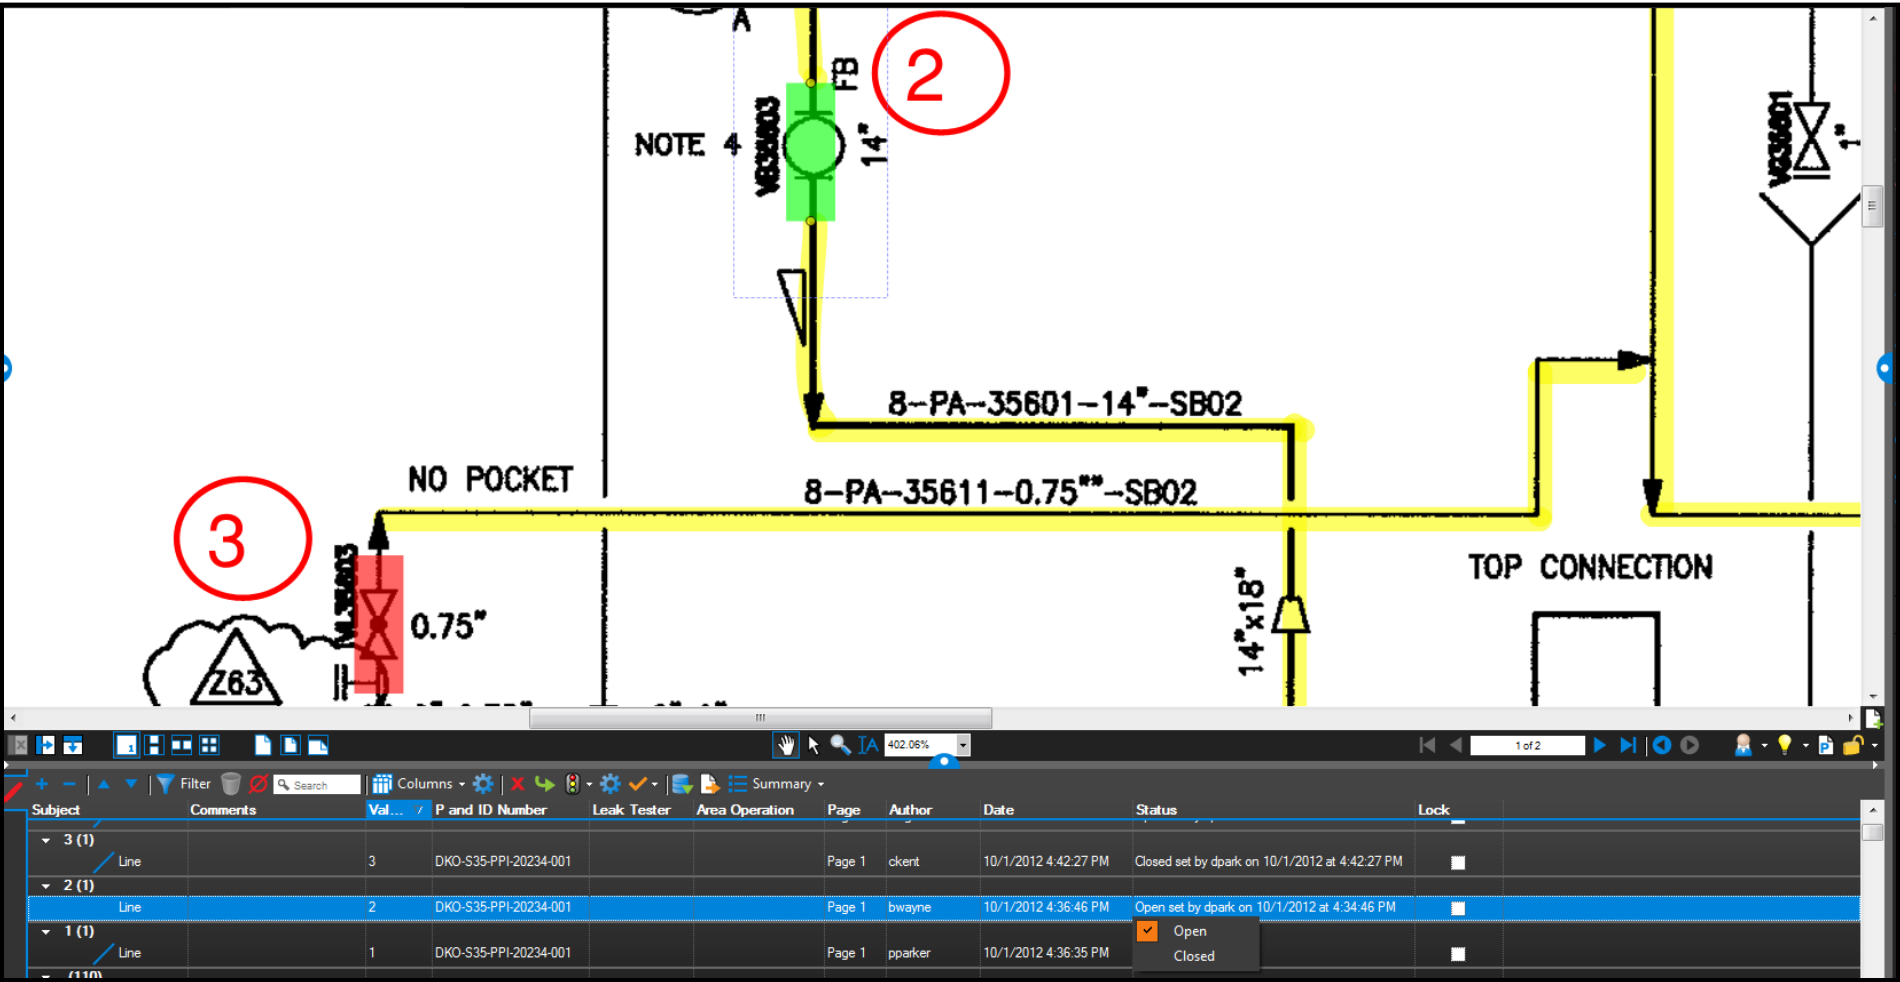 A
2
FB
VB35603
NOTE 4
14"
VG35601
1"
8-PA-35601-14"-SB02
NO POCKET
8-PA-35611-0.75""-SB02
3
TOP CONNECTION
14"x18"
0.75"
Z63
1
402.06%
1 of 2
Filter
Search
Columns
Summary
Subject Comments Val... P and ID Number Leak Tester Area Operation Page Author Date Status Lock
3 (1)
Line 3 DKO-S35-PPI-20234-001 Page 1 ckent 10/1/2012 4:42:27 PM Closed set by dpark on 10/1/2012 at 4:42:27 PM
2 (1)
Line 2 DKO-S35-PPI-20234-001 Page 1 bwayne 10/1/2012 4:36:46 PM Open set by dpark on 10/1/2012 at 4:34:46 PM
1 (1)
Open
Line 1 DKO-S35-PPI-20234-001 Page 1 pparker 10/1/2012 4:36:35 PM
Closed
(110)